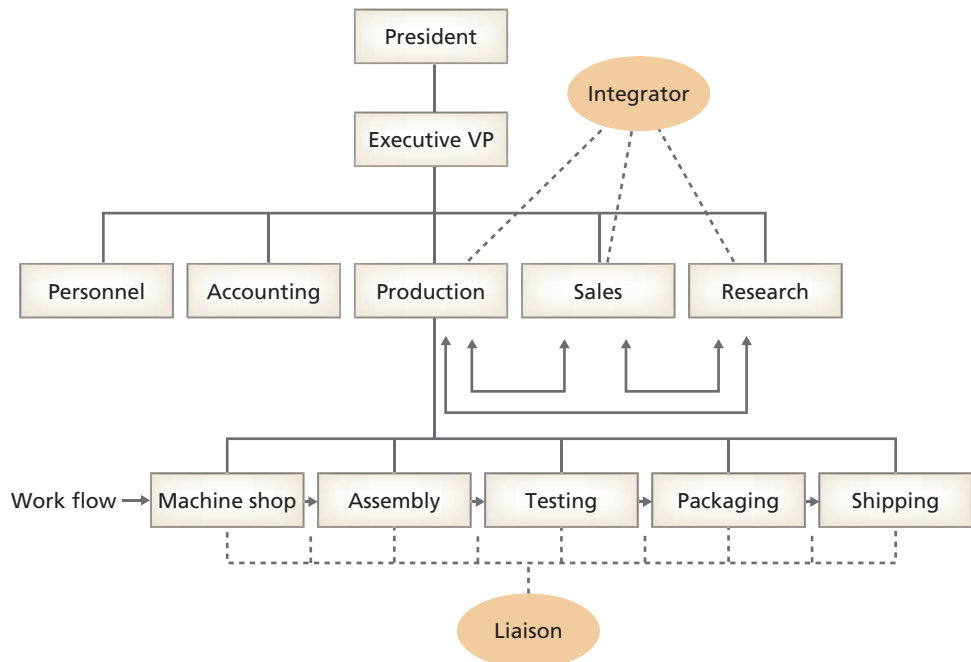 President
Integrator
Executive VP
Personnel
Accounting
Production
Sales
Research
Work flow
Machine shop
Assembly
Testing
Packaging
Shipping
Liaison